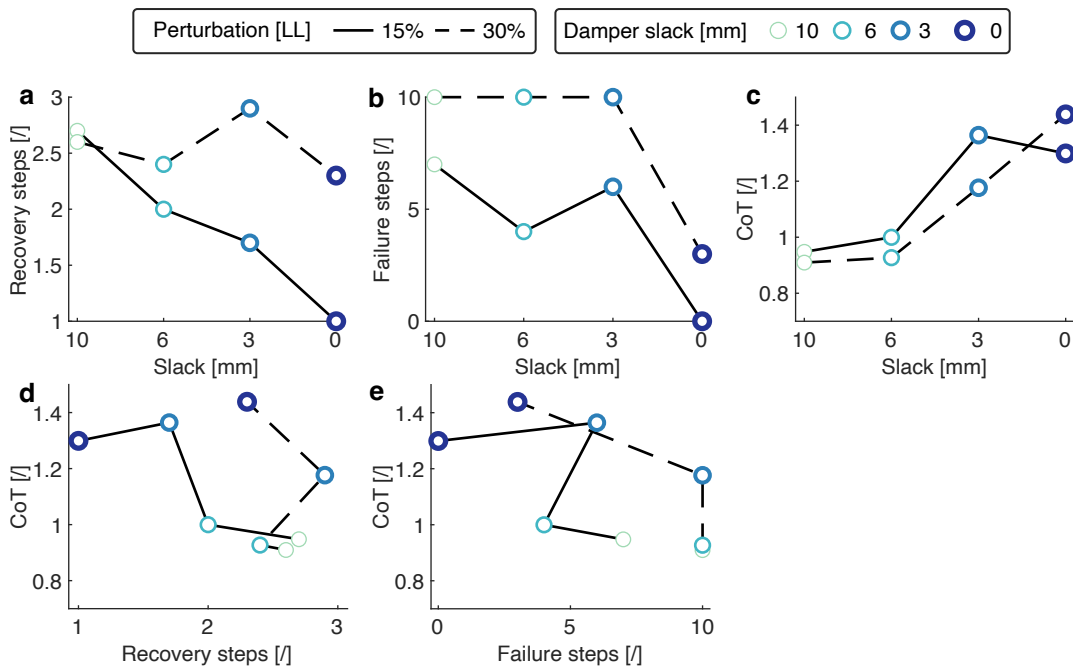 Perturbation [LL] 15% 30%
Damper slack [mm] 10 6 3 0
a
3
2.5
2
1.5
1
Recovery steps [/]
10 6 3 0
Slack [mm]
b
10
5
0
Failure steps [/]
10 6 3 0
Slack [mm]
c
1.4
1.2
1
0.8
CoT [/]
10 6 3 0
Slack [mm]
d
1.4
1.2
1
0.8
CoT [/]
1 2 3
Recovery steps [/]
e
1.4
1.2
1
0.8
CoT [/]
0 5 10
Failure steps [/]